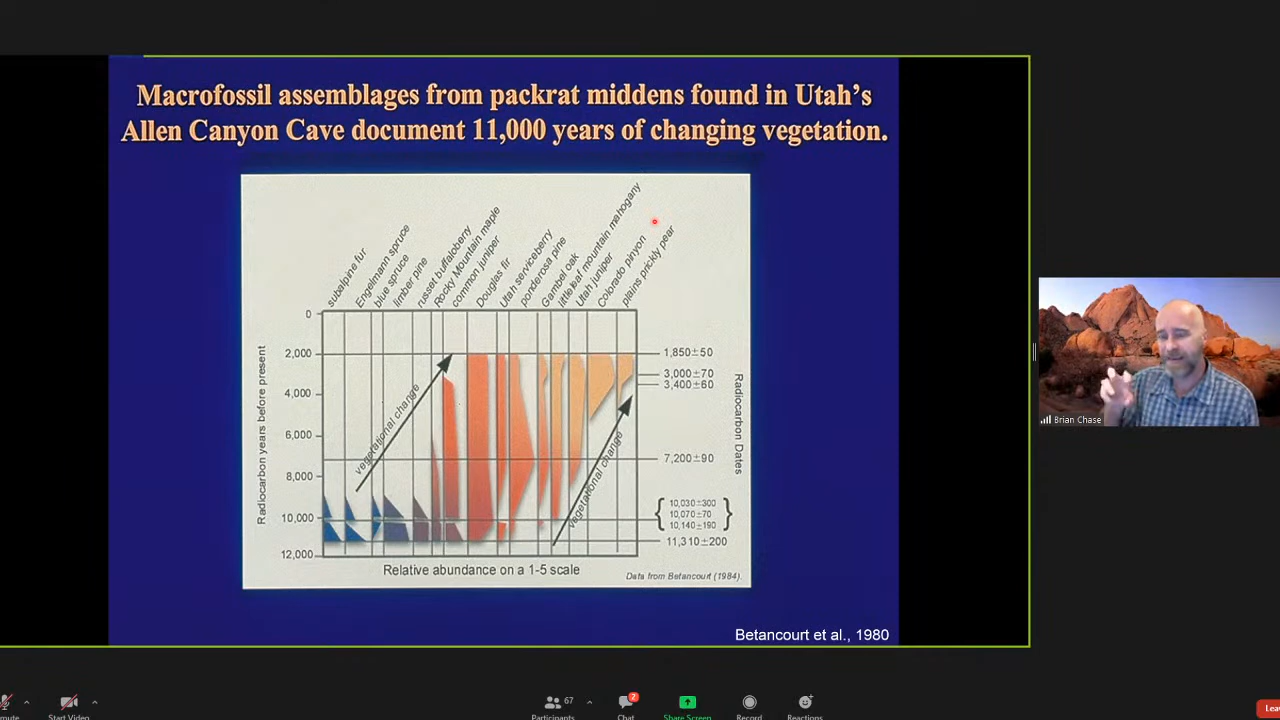 Macrofossil assemblages from packrat middens found in Utah's
Allen Canyon Cave document 11,000 years of changing vegetation.
subalpine fur
Engelmann spruce
blue spruce
limber pine
russet buffaloberry
Rocky Mountain maple
common juniper
Douglas fir
Utah serviceberry
ponderosa pine
Gambel oak
littleleaf mountain mahogany
Utah juniper
Colorado pinyon
plains prickly pear
Radiocarbon years before present
0
2,000
4,000
6,000
8,000
10,000
12,000
vegetational change
vegetational change
1,850±50
3,000±70
3,400±60
7,200±90
10,030±300
10,070±70
10,140±190
11,310±200
Radiocarbon Dates
Relative abundance on a 1-5 scale
Data from Betancourt (1984).
Betancourt et al., 1980
Brian Chase
mute
Start Video
67
Participants
2
Chat
Share Screen
Record
Reactions
Lea